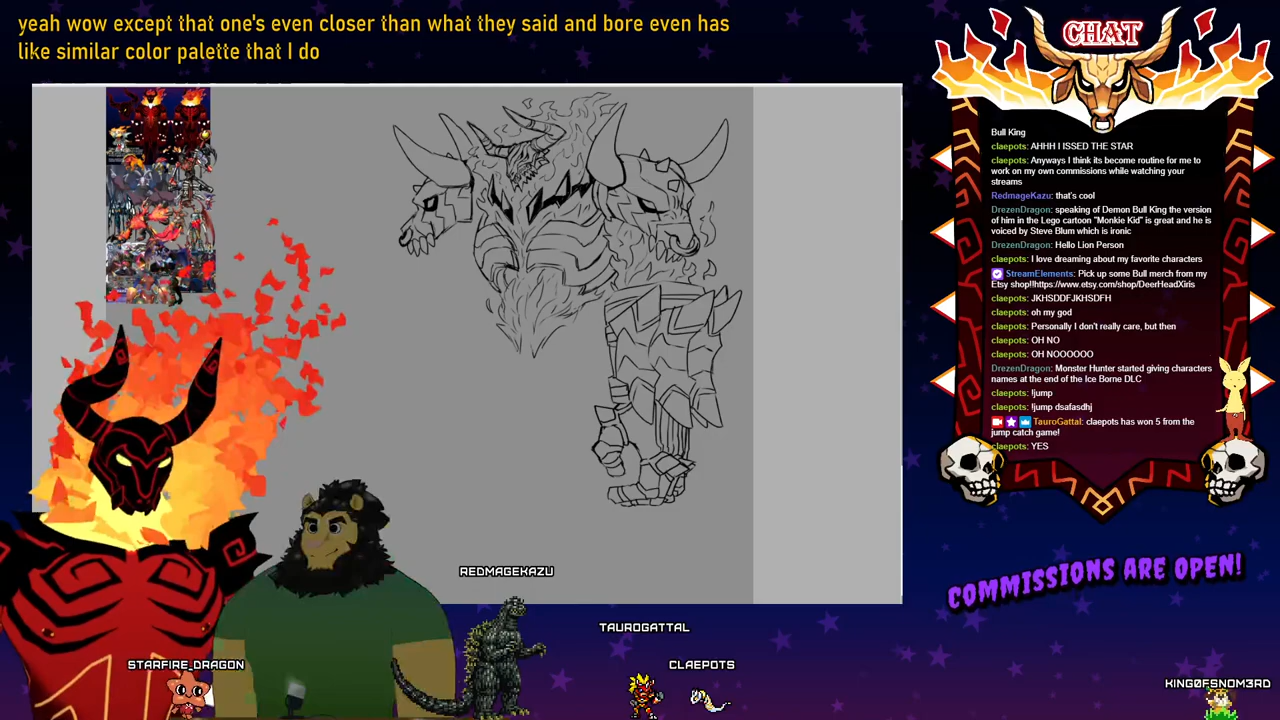 yeah wow except that one's even closer than what they said and bore even has
like similar color palette that I do
CHAT
Bull King
claepots: AHHH I ISSED THE STAR
claepots: Anyways I think its become routine for me to
work on my own commissions while watching your
streams
RedmageKazu: that's cool
DrezenDragon: speaking of Demon Bull King the version
of him in the Lego cartoon "Monkie Kid" is great and he is
voiced by Steve Blum which is ironic
DrezenDragon: Hello Lion Person
claepots: I love dreaming about my favorite characters
StreamElements: Pick up some Bull merch from my
Etsy shop!!https://www.etsy.com/shop/DeerHeadXiris
claepots: JKHSDDFJKHSDFH
claepots: oh my god
claepots: Personally I don't really care, but then
claepots: OH NO
claepots: OH NOOOOOO
DrezenDragon: Monster Hunter started giving characters
names at the end of the Ice Borne DLC
claepots: !jump
claepots: !jump dsafasdhj
TauroGattal: claepots has won 5 from the
jump catch game!
claepots: YES
COMMISSIONS ARE OPEN!
REDMAGEKAZU
TAUROGATTAL
STARFIRE_DRAGON
CLAEPOTS
KING0FSNOM3RD